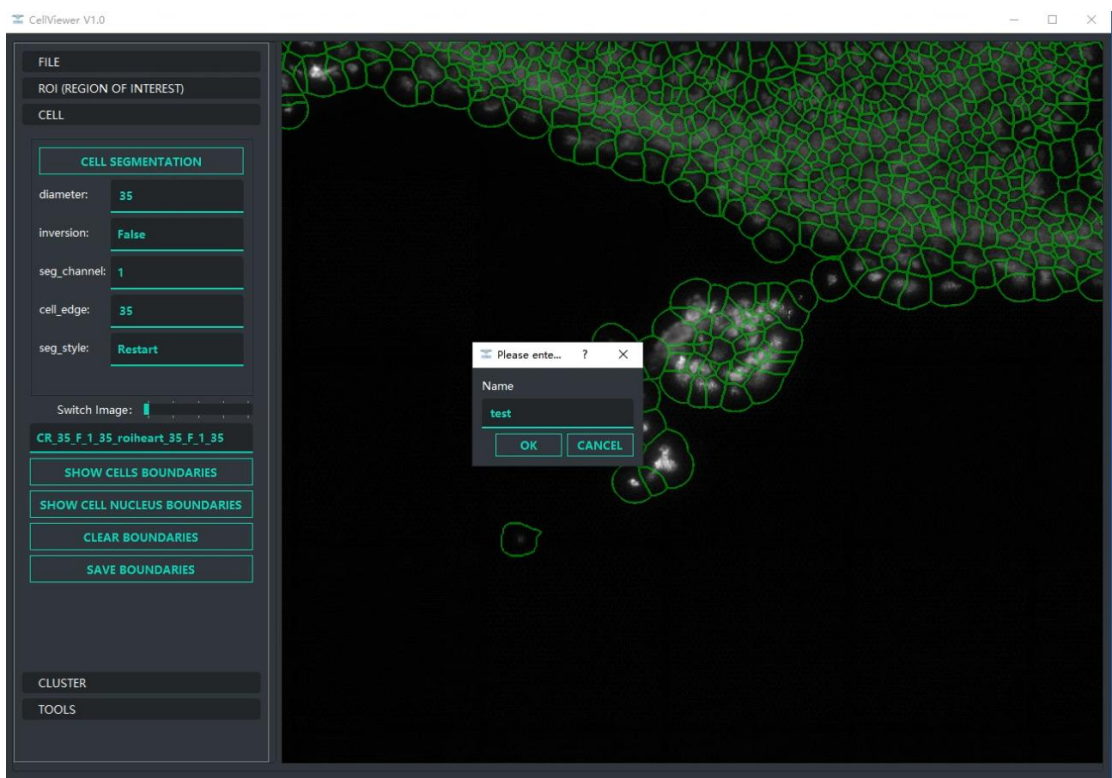 CellViewer V1.0
FILE
ROI (REGION OF INTEREST)
CELL
CELL SEGMENTATION
diameter: 35
inversion: False
seg_channel: 1
cell_edge: 35
seg_style: Restart
Switch Image:
CR_35_F_1_35_roiheart_35_F_1_35
SHOW CELLS BOUNDARIES
SHOW CELL NUCLEUS BOUNDARIES
CLEAR BOUNDARIES
SAVE BOUNDARIES
CLUSTER
TOOLS
Please ente... ?
Name
test
OK CANCEL